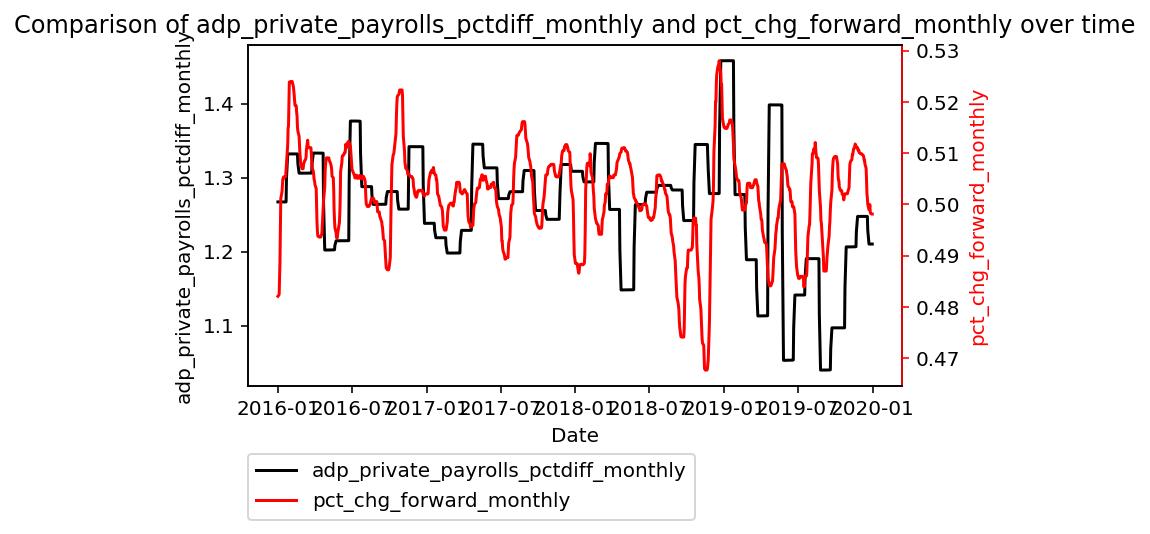 Comparison of adp_private_payrolls_pctdiff_monthly and pct_chg_forward_monthly over time
adp_private_payrolls_pctdiff_monthly
1.4
1.3
1.2
1.1
0.53
0.52
0.51
0.50
0.49
0.48
0.47
pct_chg_forward_monthly
2016-01 2016-07 2017-01 2017-07 2018-01 2018-07 2019-01 2019-07 2020-01
Date
adp_private_payrolls_pctdiff_monthly
pct_chg_forward_monthly